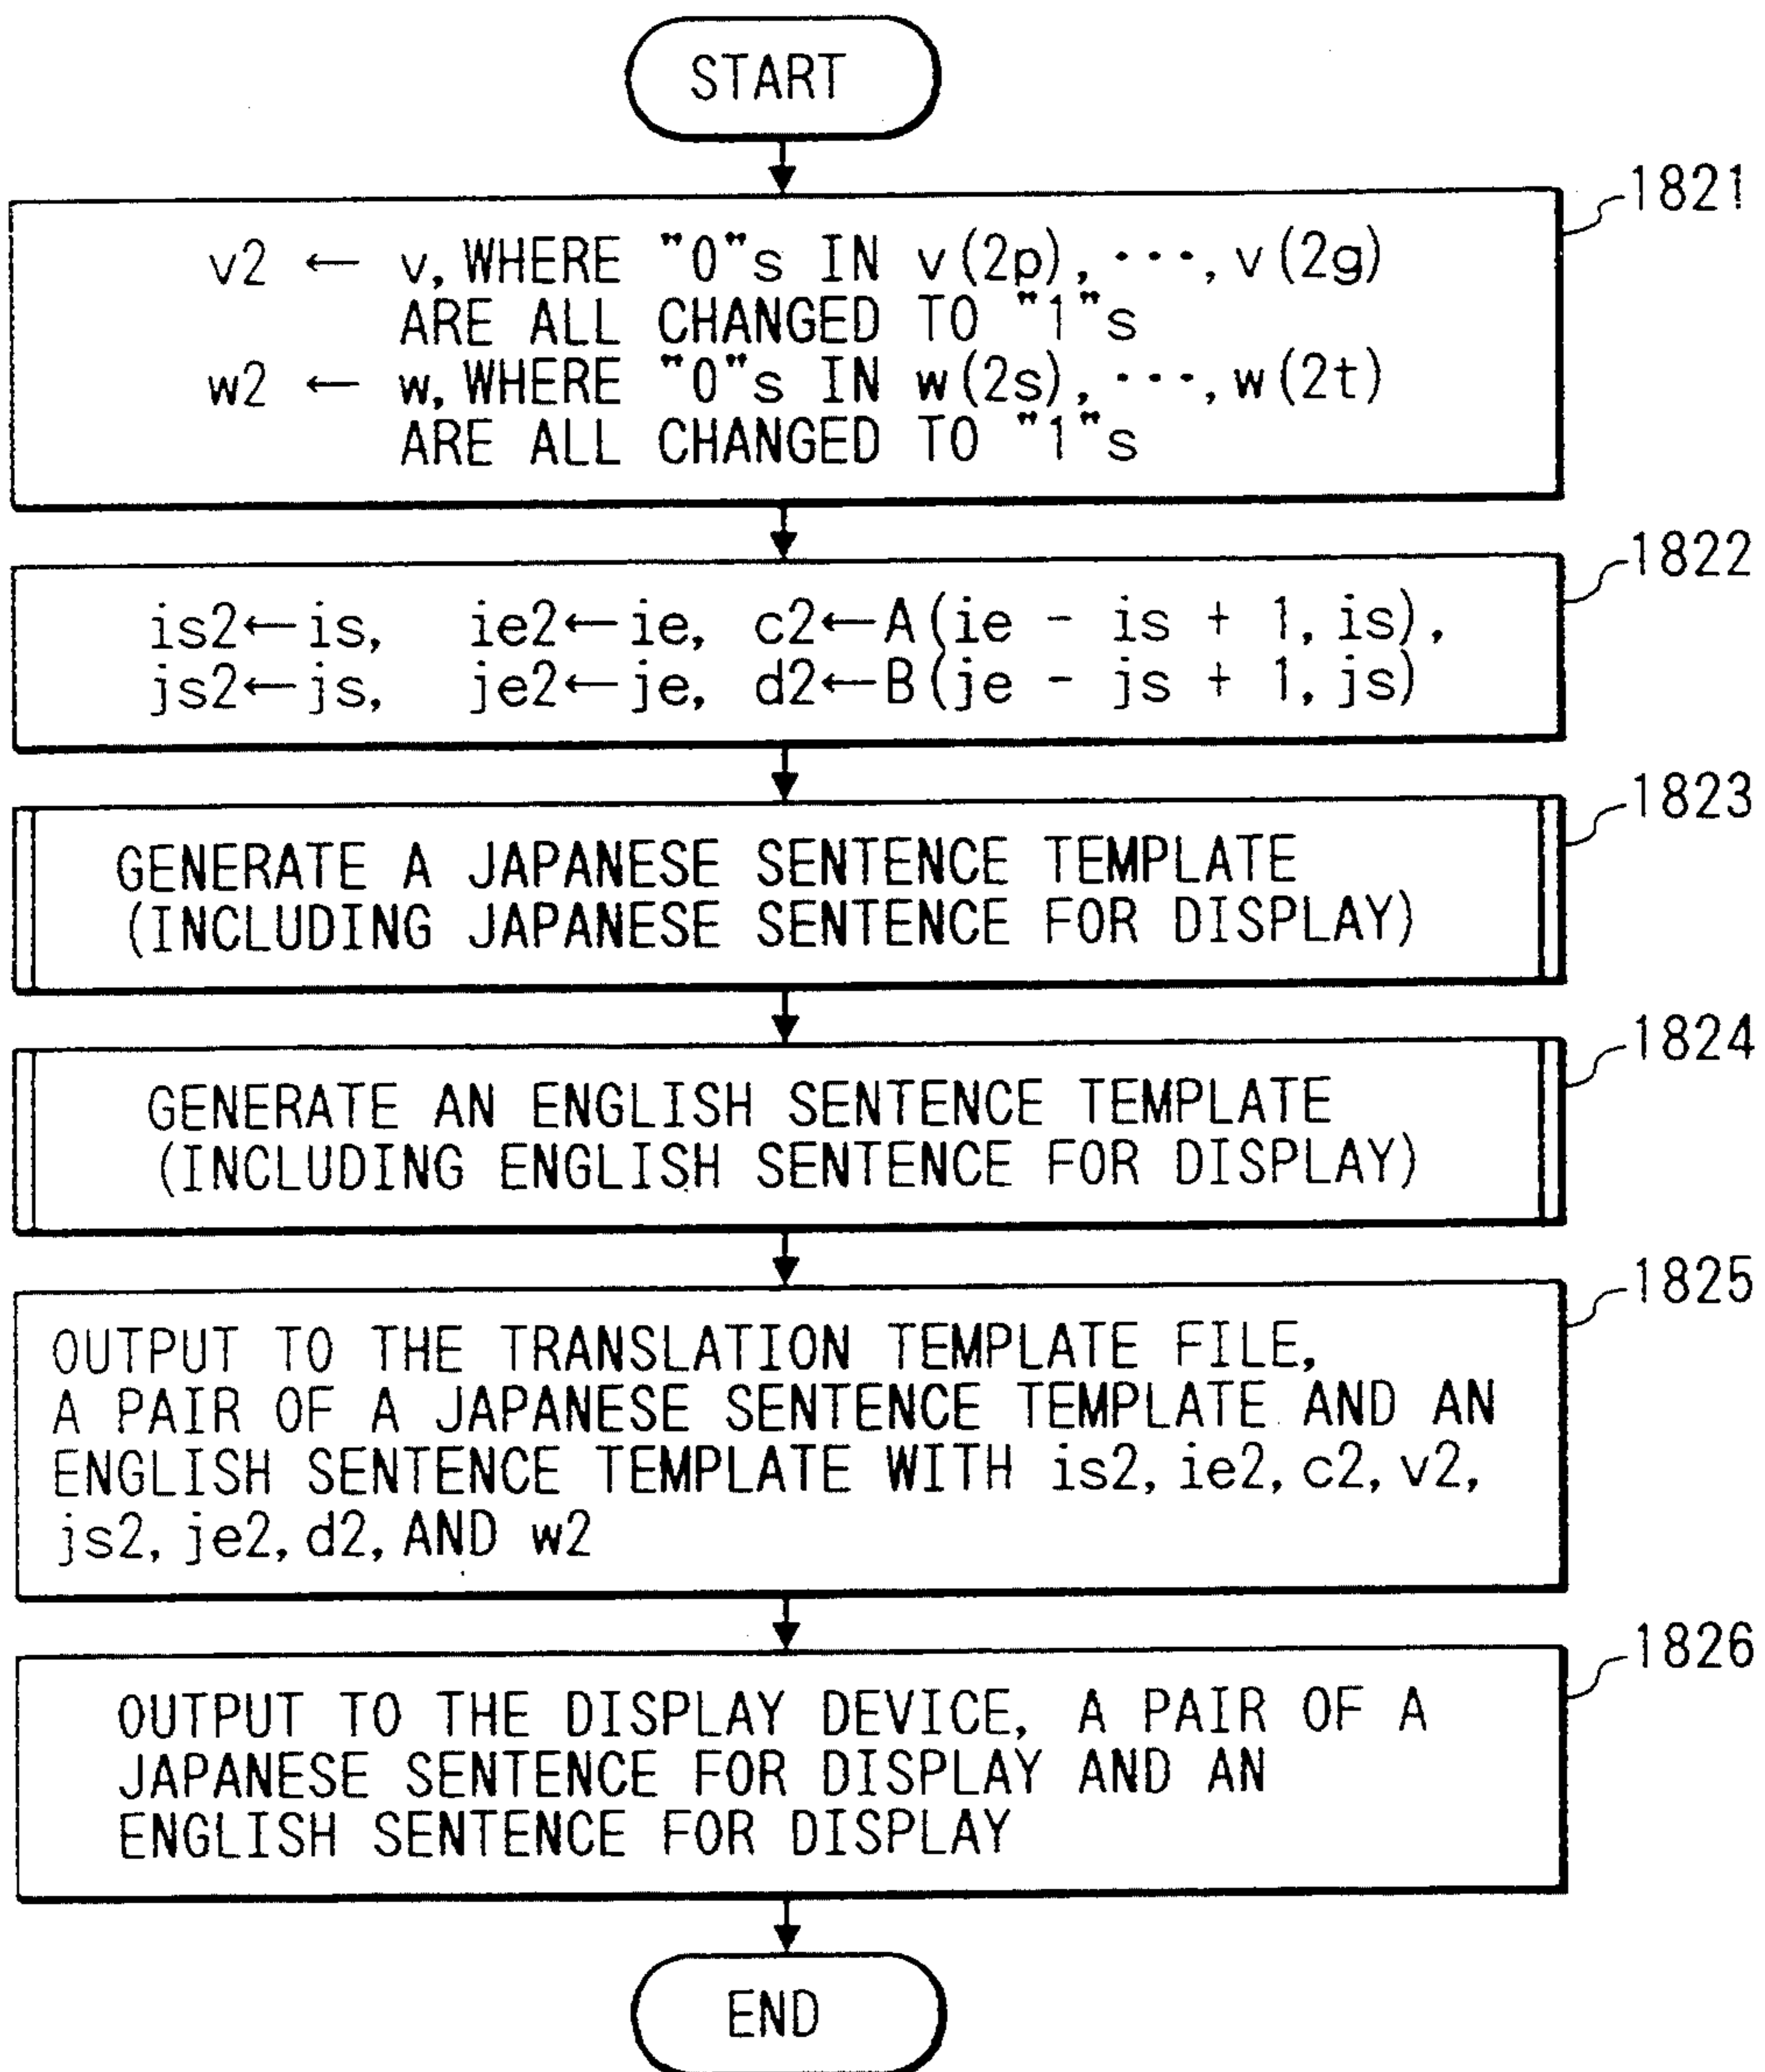 START
1821
v2 ← v, WHERE "0"s IN v(2p), ···, v(2g)
ARE ALL CHANGED TO "1"s
w2 ← w, WHERE "0"s IN w(2s), ···, w(2t)
ARE ALL CHANGED TO "1"s
1822
is2←is, ie2←ie, c2←A(ie - is + 1, is),
js2←js, je2←je, d2←B(je - js + 1, js)
1823
GENERATE A JAPANESE SENTENCE TEMPLATE
(INCLUDING JAPANESE SENTENCE FOR DISPLAY)
1824
GENERATE AN ENGLISH SENTENCE TEMPLATE
(INCLUDING ENGLISH SENTENCE FOR DISPLAY)
1825
OUTPUT TO THE TRANSLATION TEMPLATE FILE,
A PAIR OF A JAPANESE SENTENCE TEMPLATE AND AN
ENGLISH SENTENCE TEMPLATE WITH is2, ie2, c2, v2,
js2, je2, d2, AND w2
1826
OUTPUT TO THE DISPLAY DEVICE, A PAIR OF A
JAPANESE SENTENCE FOR DISPLAY AND AN
ENGLISH SENTENCE FOR DISPLAY
END